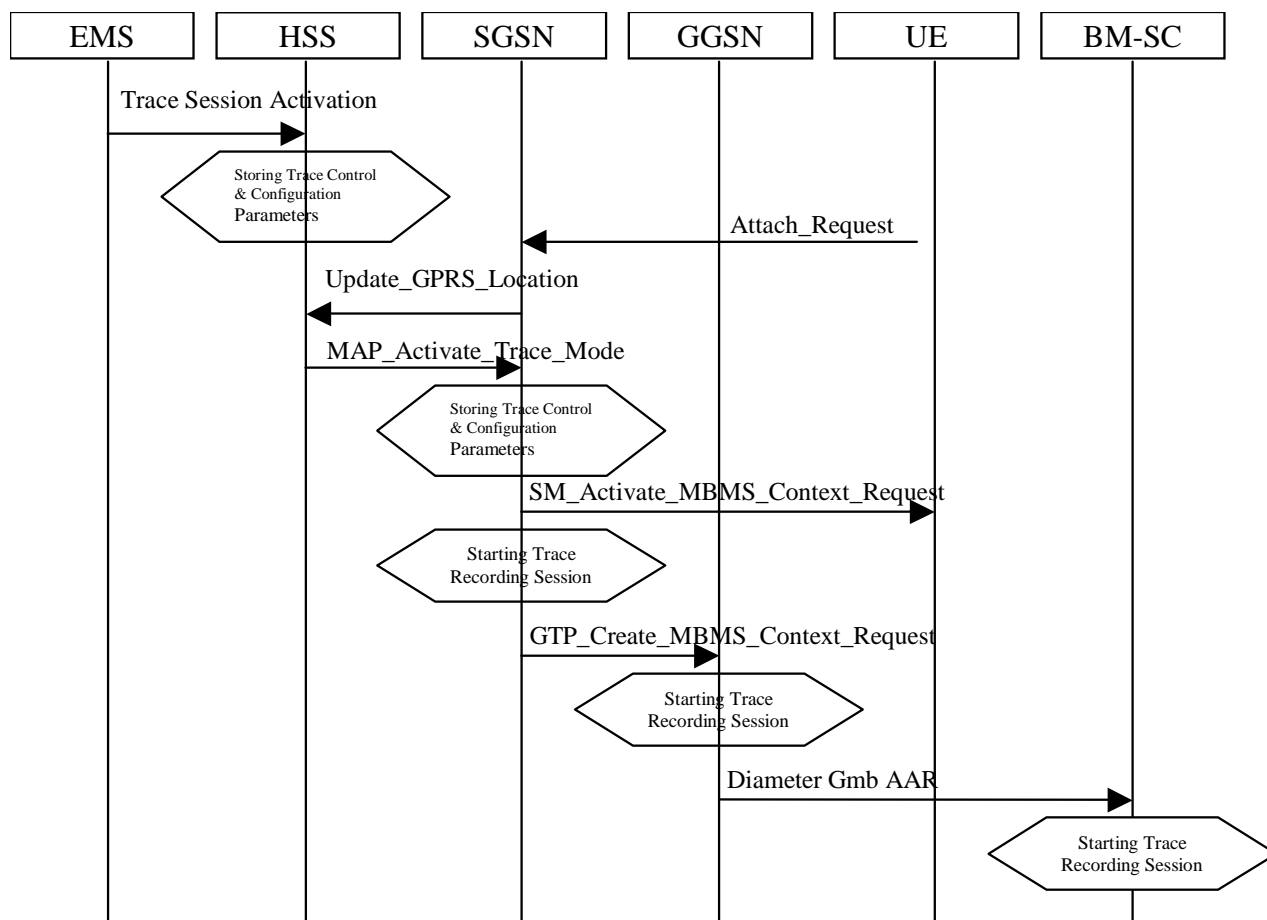 EMS HSS SGSN GGSN UE BM-SC
Trace Session Activation
Storing Trace Control
& Configuration
Parameters
Attach_Request
Update_GPRS_Location
MAP_Activate_Trace_Mode
Storing Trace Control
& Configuration
Parameters
SM_Activate_MBMS_Context_Request
Starting Trace
Recording Session
GTP_Create_MBMS_Context_Request
Starting Trace
Recording Session
Diameter Gmb AAR
Starting Trace
Recording Session